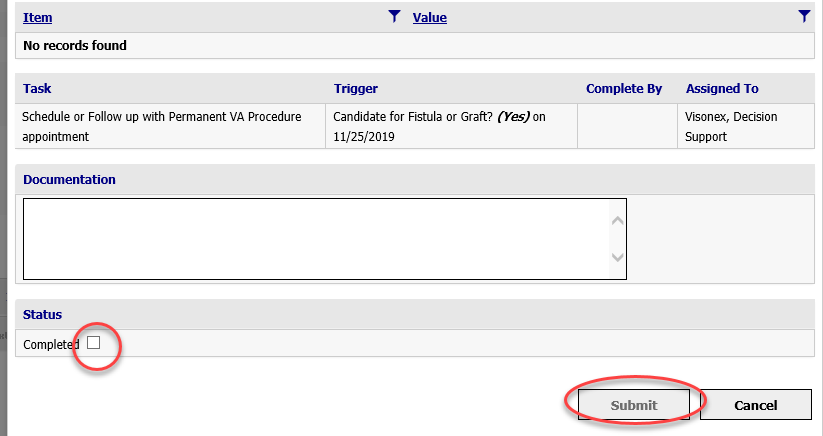 Item Value
No records found
Task Trigger Complete By Assigned To
Schedule or Follow up with Permanent VA Procedure Candidate for Fistula or Graft? (Yes) on Visonex, Decision
appointment 11/25/2019 Support
Documentation
Status
Completed
Submit Cancel